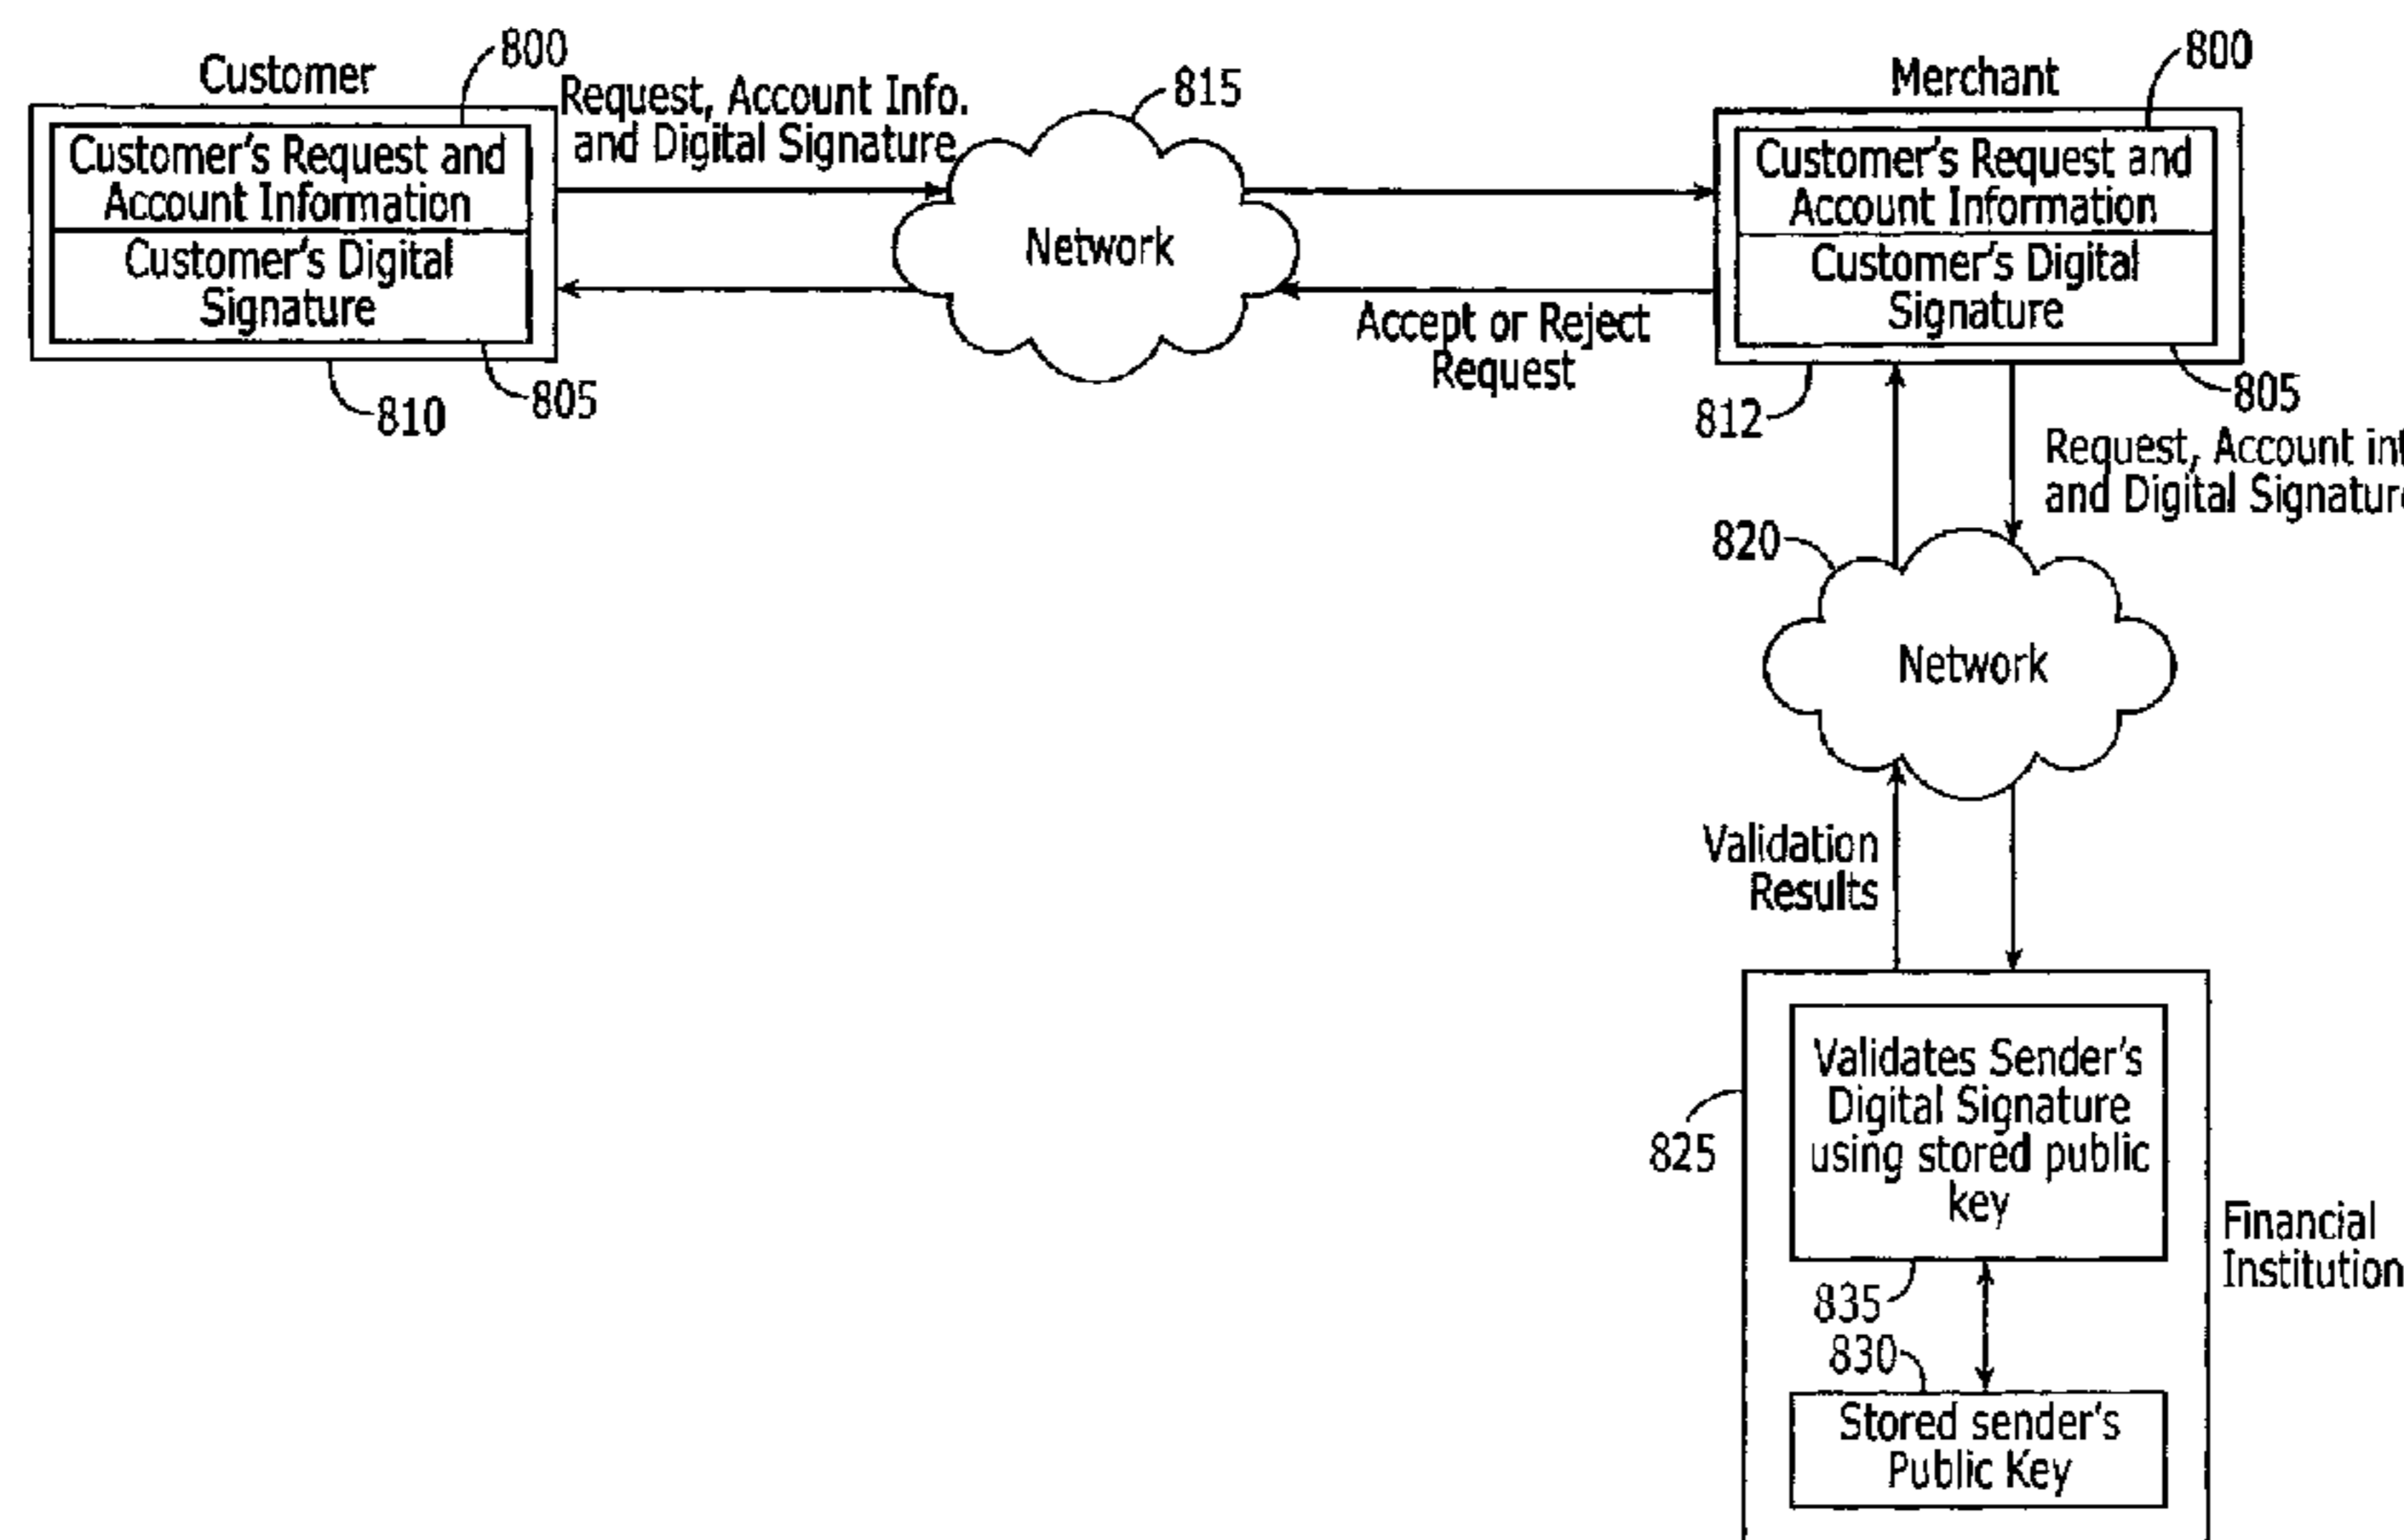 Customer
800
Request, Account Info.
and Digital Signature
815
Merchant
800
Customer's Request and
Account Information
Customer's Digital
Signature
810
805
Network
Customer's Request and
Account Information
Customer's Digital
Signature
Accept or Reject
Request
812
805
Request, Account
and Digital
820
Network
Validation
Results
825
Validates Sender's
Digital Signature
using stored public
key
Financial
Institution
835
830
Stored sender's
Public Key